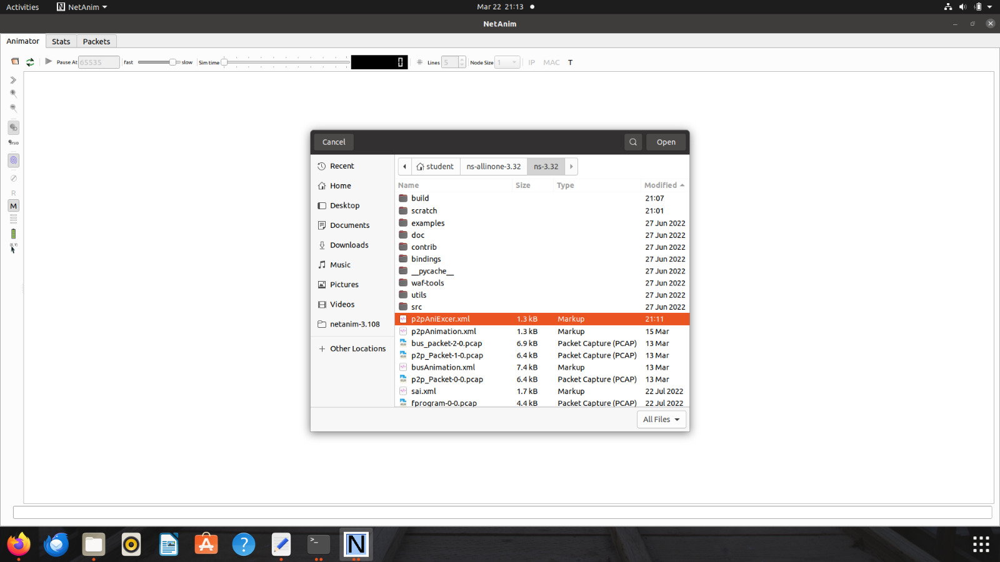 Activities NetAnim Mar 22 21:13
NetAnim
Animator Stats Packets
Pause At 65535 fast slow Sim time 0 Lines 5 Node Size 1 IP MAC T
Cancel Open
Recent
Home
Desktop
Documents
Downloads
Music
Pictures
Videos
netanim-3.108
Other Locations
student ns-allinone-3.32 ns-3.32
Name Size Type Modified
build 21:07
scratch 21:01
examples 27 Jun 2022
doc 27 Jun 2022
contrib 27 Jun 2022
bindings 27 Jun 2022
__pycache__ 27 Jun 2022
waf-tools 27 Jun 2022
utils 27 Jun 2022
src 27 Jun 2022
p2pAniExcer.xml 1.3 kB Markup 21:11
p2pAnimation.xml 1.3 kB Markup 15 Mar
bus_packet-2-0.pcap 6.9 kB Packet Capture (PCAP) 13 Mar
p2p_Packet-1-0.pcap 6.4 kB Packet Capture (PCAP) 13 Mar
busAnimation.xml 7.4 kB Markup 13 Mar
p2p_Packet-0-0.pcap 6.4 kB Packet Capture (PCAP) 13 Mar
sai.xml 1.7 kB Markup 22 Jul 2022
fprogram-0-0.pcap 4.4 kB Packet Capture (PCAP) 22 Jul 2022
All Files
SYSID
R
M
(X,Y)